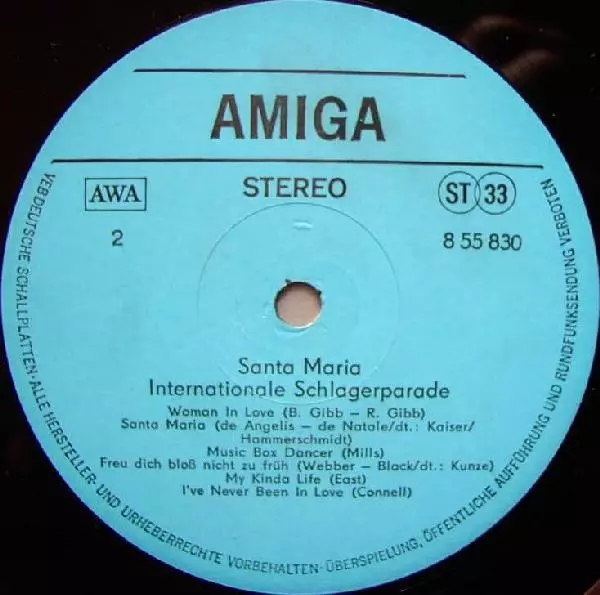 AMIGA
AWA
STEREO
ST 33
2
8 55 830
Santa Maria
Internationale Schlagerparade
Woman In Love (B. Gibb – R. Gibb)
Santa Maria (de Angelis – de Natale/dt.: Kaiser/
Hammerschmidt)
Music Box Dancer (Mills)
Freu dich bloß nicht zu früh (Webber – Black/dt.: Kunze)
My Kinda Life (East)
I've Never Been In Love (Connell)
VEB DEUTSCHE SCHALLPLATTEN · ALLE HERSTELLER- UND URHEBERRECHTE VORBEHALTEN · ÜBERSPIELUNG, ÖFFENTLICHE AUFFÜHRUNG UND RUNDFUNKSENDUNG VERBOTEN